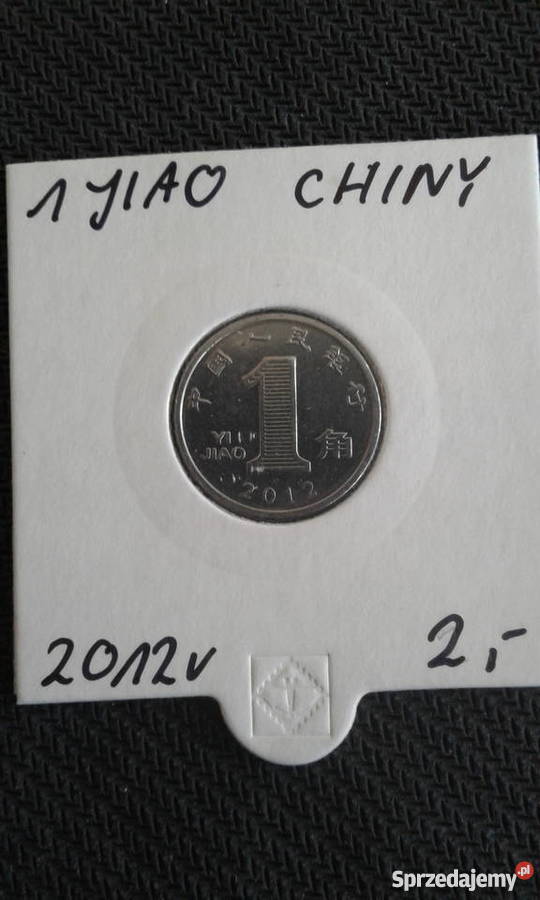 1 JIAO CHINY
中国人民银行
1
YI
JIAO
角
2012
2012r 2,-
Sprzedajemy.pl